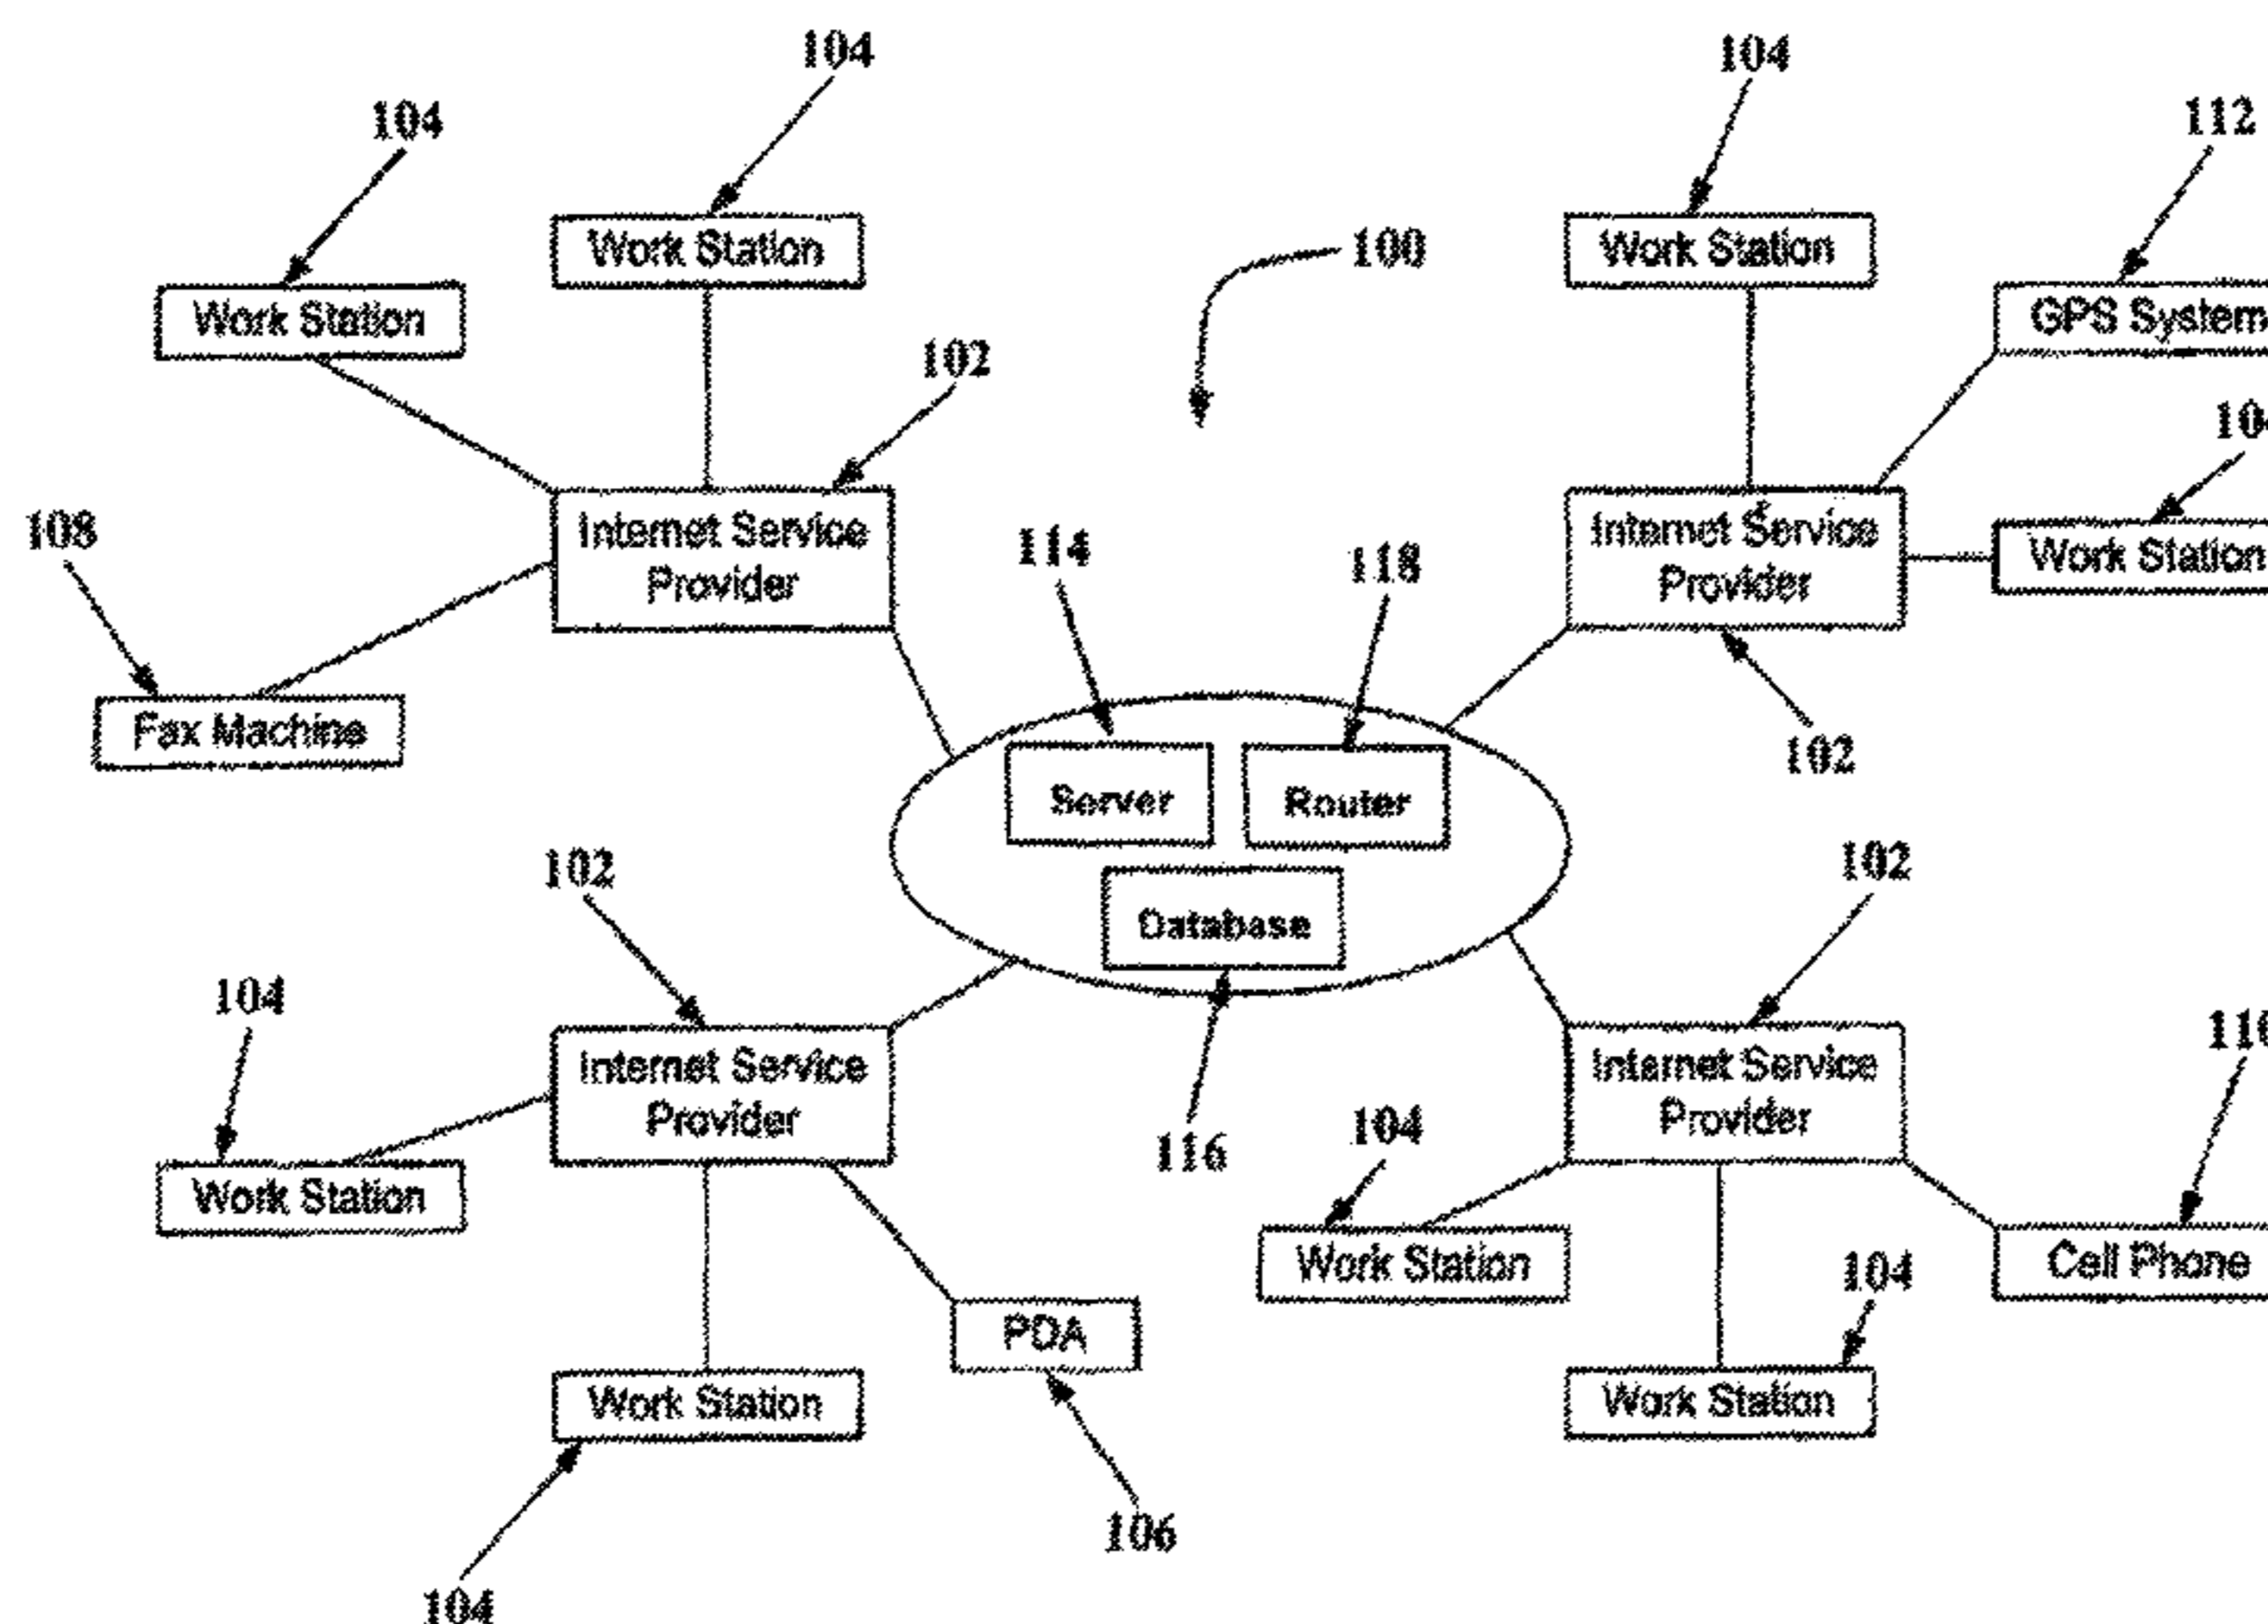 104
104
104
112
Work Station
Work Station
100
Work Station
GPS System
102
104
108
Internet Service
Provider
114
118
Internet Service
Provider
Work Station
Fax Machine
Server
Router
102
102
Database
102
104
Internet Service
Provider
116
104
Internet Service
Provider
110
Work Station
Work Station
104
Cell Phone
PDA
Work Station
Work Station
106
104